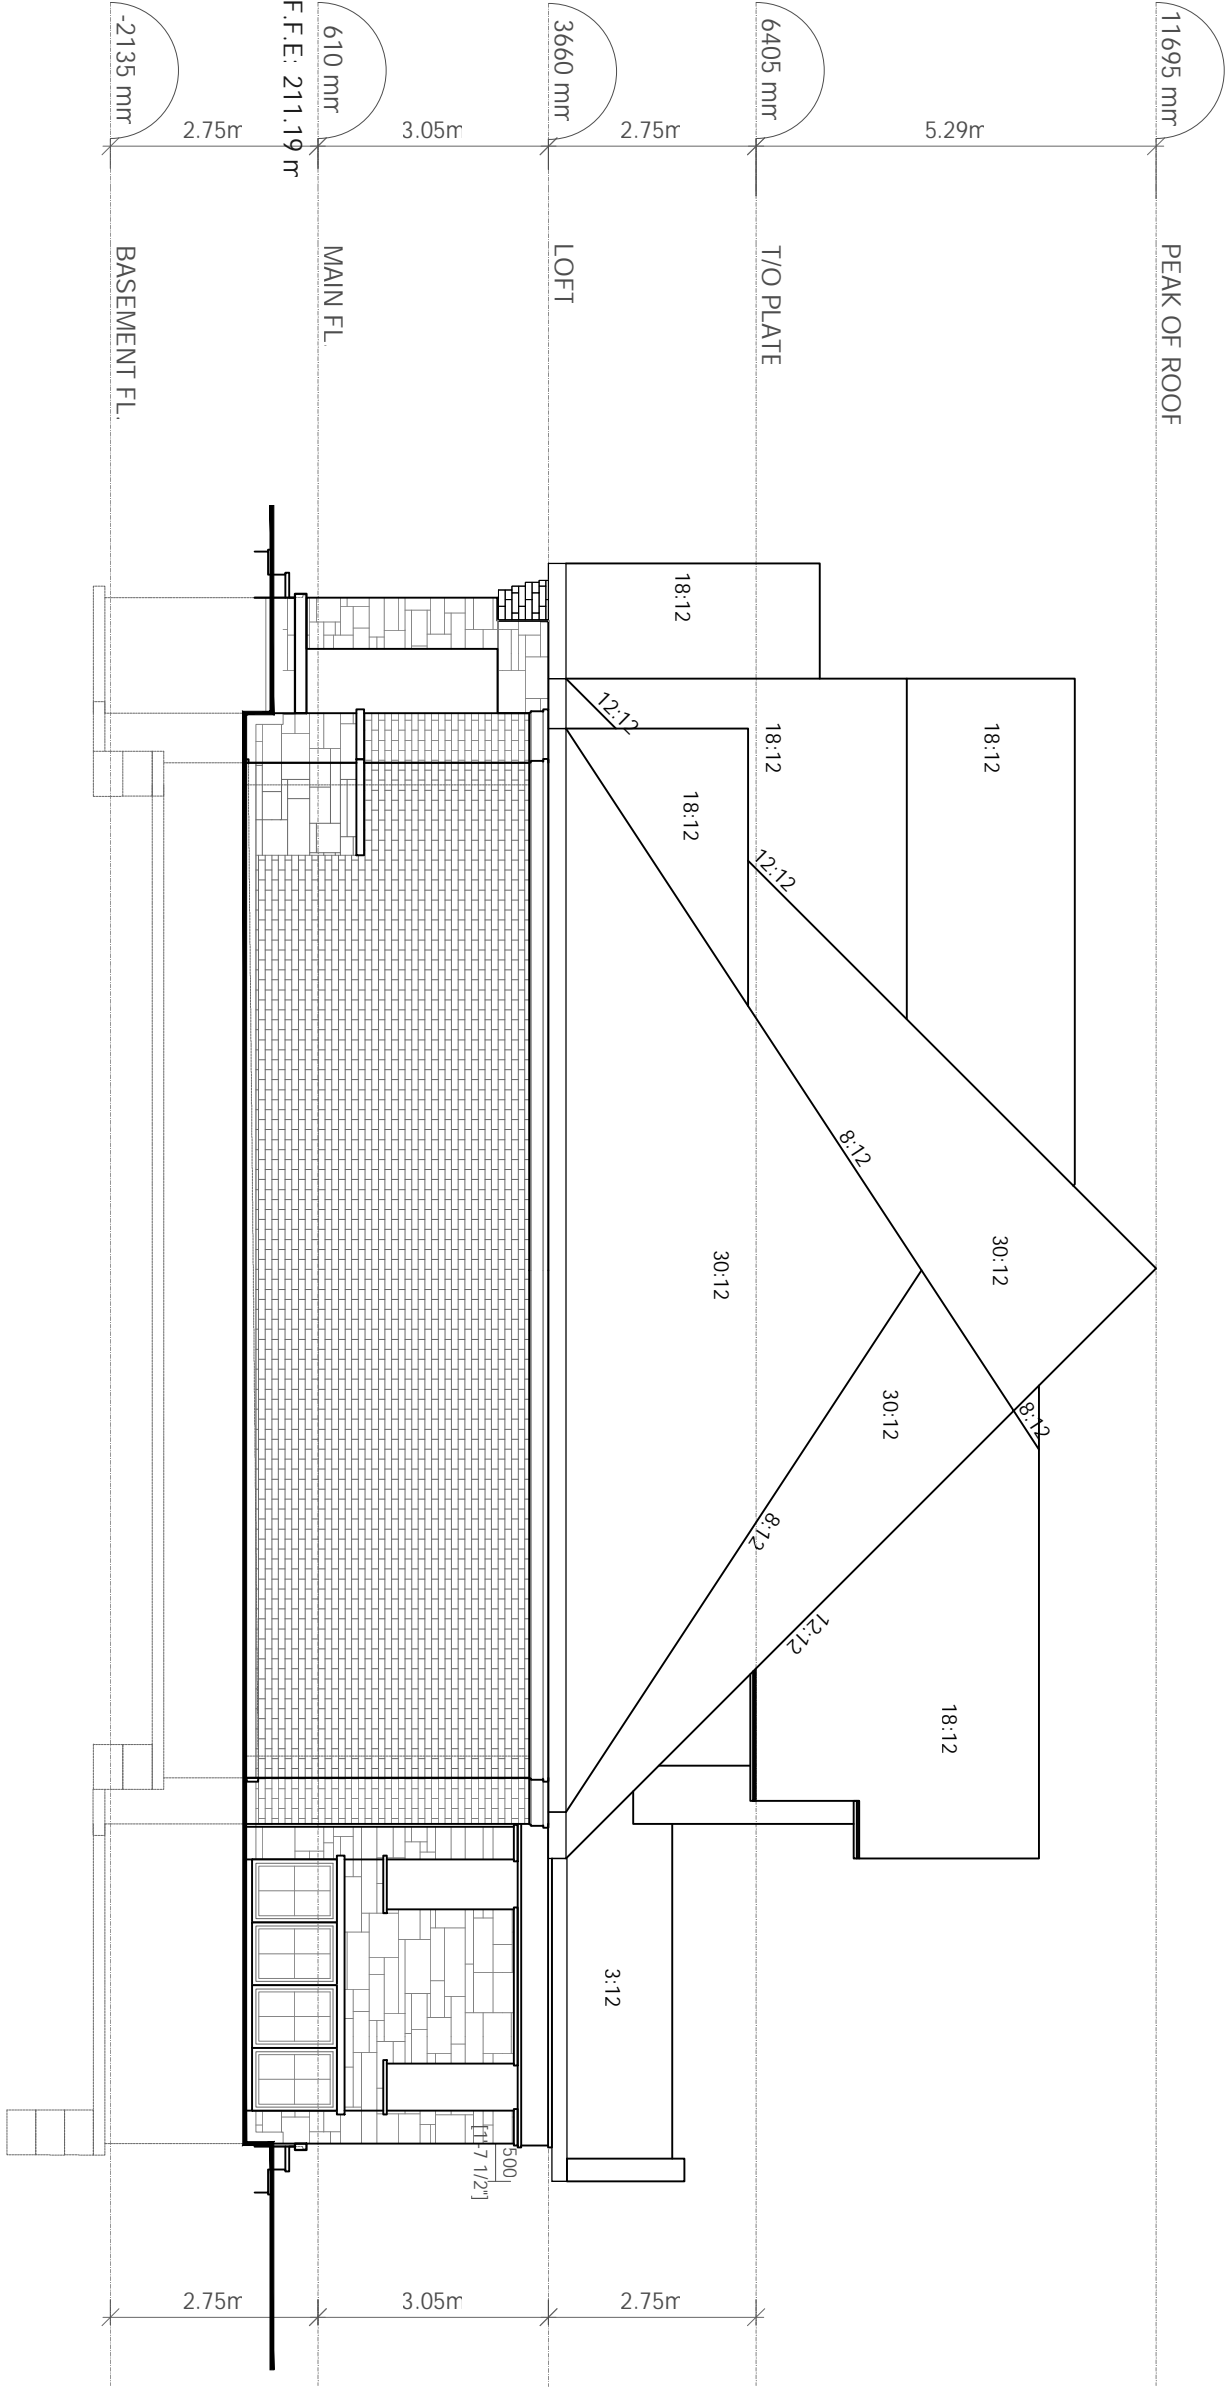 11695 mm
PEAK OF ROOF
5.29m
6405 mm
T/O PLATE
2.75m
3660 mm
LOFT
3.05m
610 mm
MAIN FL.
F.F.E: 211.19 m
2.75m
-2135 mm
BASEMENT FL.
18:12
18:12
18:12
18:12
12:12
12:12
8:12
30:12
30:12
30:12
8:12
8:12
12:12
18:12
3:12
500
[1'-7 1/2"]
2.75m
3.05m
2.75m